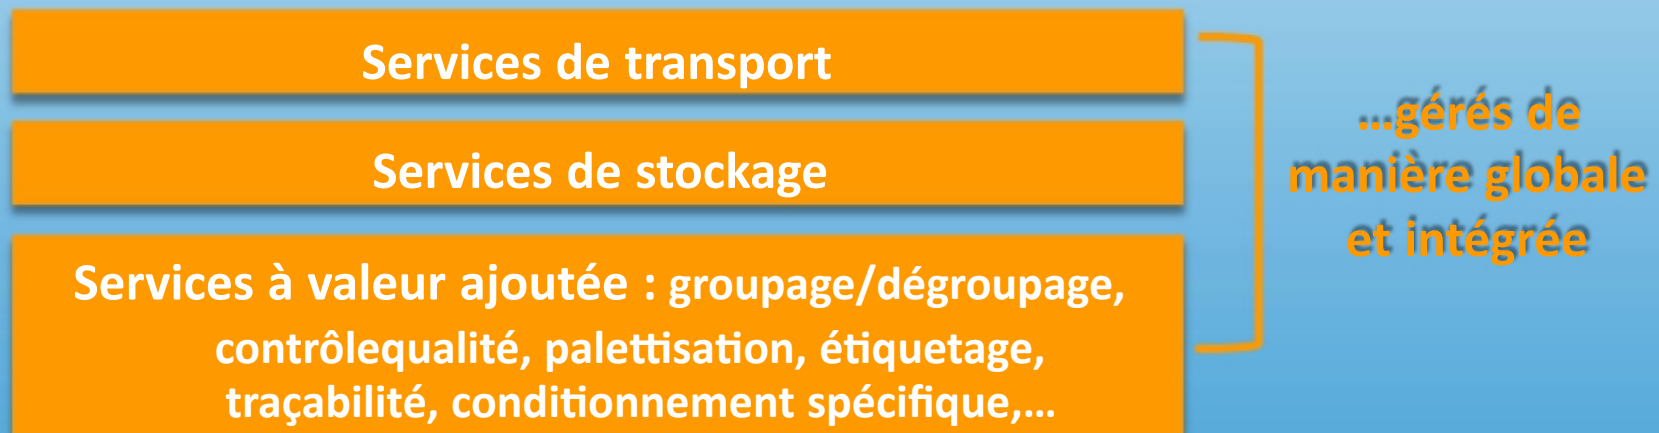 Services de transport
Services de stockage
Services à valeur ajoutée : groupage/dégroupage,
contrôlequalité, palettisation, étiquetage,
traçabilité, conditionnement spécifique,...
...gérés de
manière globale
et intégrée